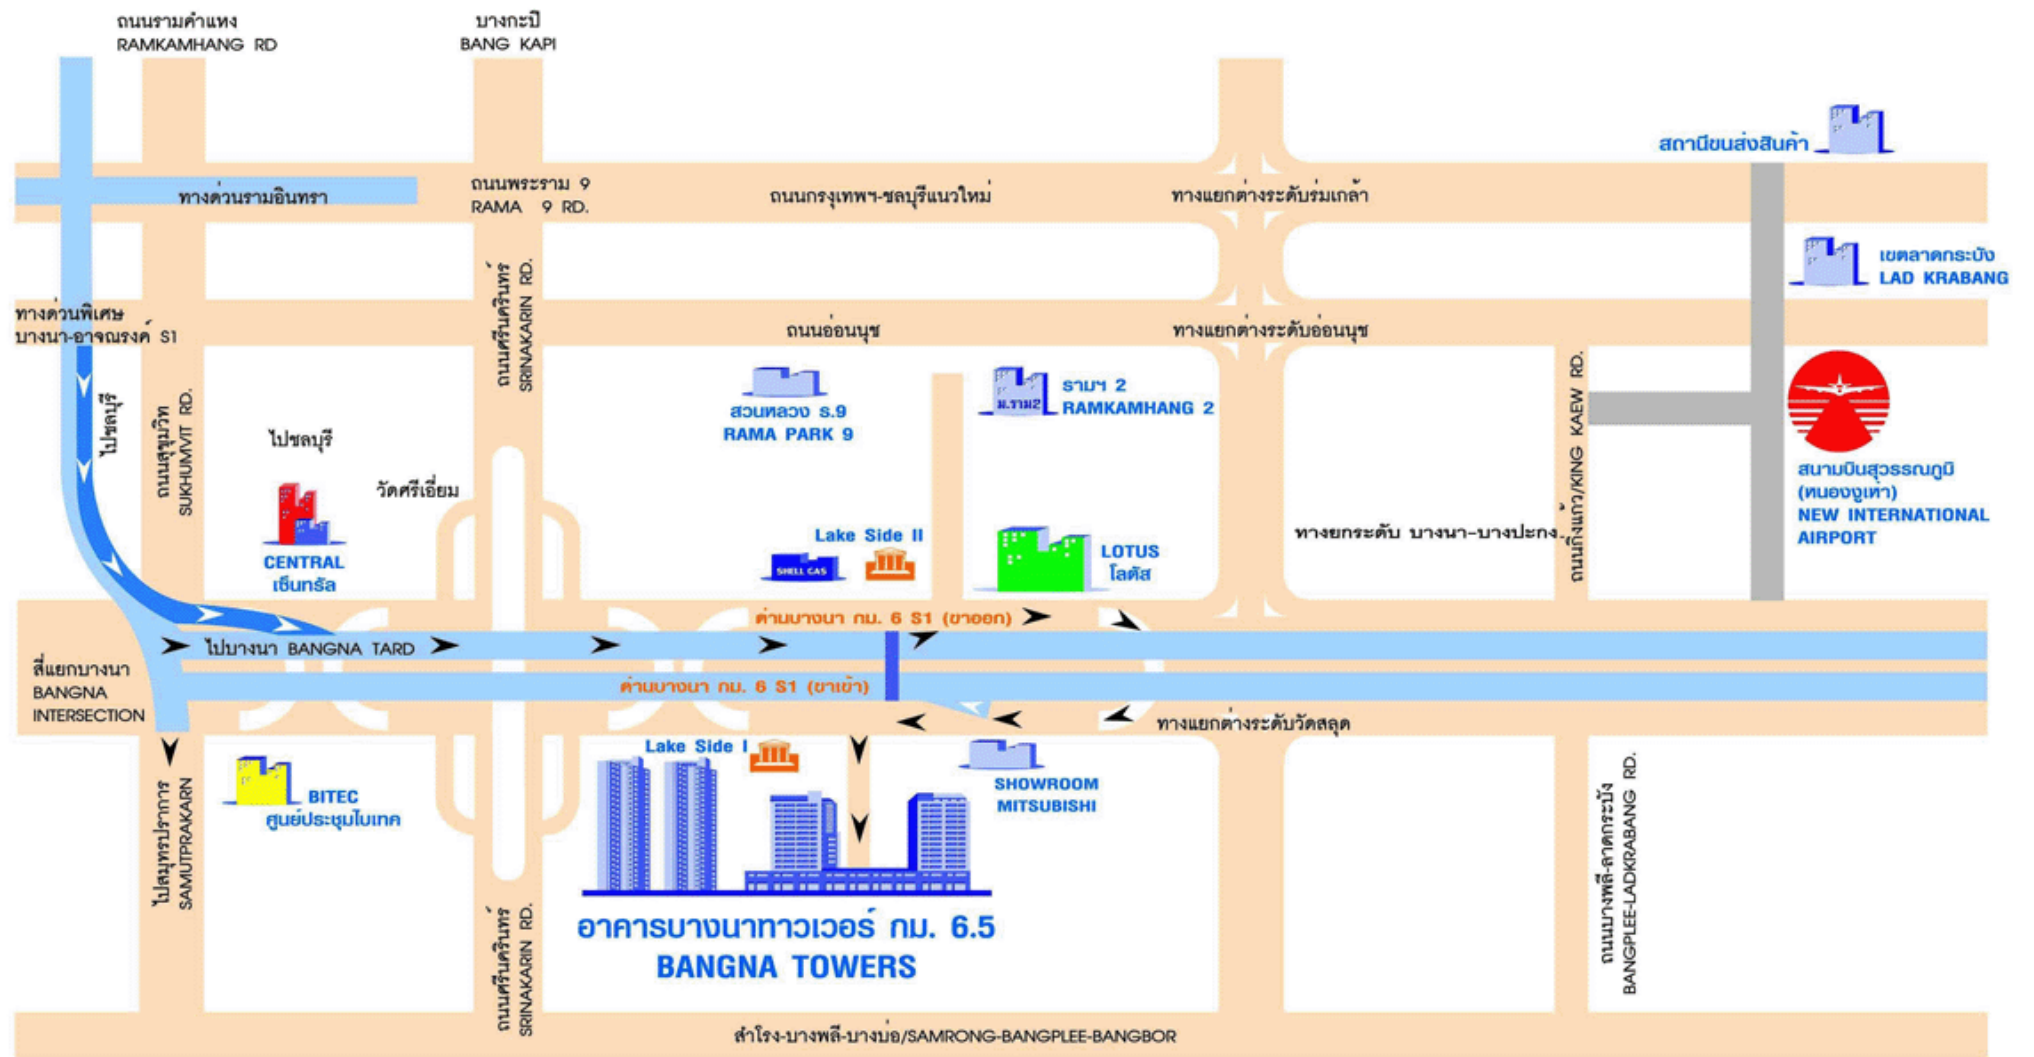 ถนนรามคำแหง
RAMKAMHANG RD
บางกะปิ
BANG KAPI
สถานีขนส่งสินค้า
ทางด่วนรามอินทรา
ถนนพระราม 9
RAMA 9 RD.
ถนนกรุงเทพฯ-ชลบุรีแนวใหม่
ทางแยกต่างระดับร่มเกล้า
เขตลาดกระบัง
LAD KRABANG
ถนนศรีนครินทร์
SRINAKARIN RD.
ทางด่วนพิเศษ
บางนา-อาจณรงค์ S1
ถนนอ่อนนุช
ทางแยกต่างระดับอ่อนนุช
ไปชลบุรี
ถนนสุขุมวิท
SUKHUMVIT RD.
ไปชลบุรี
วัดศรีเอี่ยม
CENTRAL
เซ็นทรัล
สวนหลวง ร.9
RAMA PARK 9
ม.ราม2
รามฯ 2
RAMKAMHANG 2
ถนนกิ่งแก้ว/KING KAEW RD.
สนามบินสุวรรณภูมิ
(หนองงูเห่า)
NEW INTERNATIONAL
AIRPORT
ทางยกระดับ บางนา-บางปะกง
Lake Side II
SHELL GAS
LOTUS
โลตัส
ด่านบางนา กม. 6 S1 (ขาออก)
ไปบางนา BANGNA TARD
สี่แยกบางนา
BANGNA
INTERSECTION
ด่านบางนา กม. 6 S1 (ขาเข้า)
ทางแยกต่างระดับวัดสลุด
Lake Side I
SHOWROOM
MITSUBISHI
BITEC
ศูนย์ประชุมไบเทค
ไปสมุทรปราการ
SAMUTPRAKARN
ถนนศรีนครินทร์
SRINAKARIN RD.
อาคารบางนาทาวเวอร์ กม. 6.5
BANGNA TOWERS
ถนนบางพลี-ลาดกระบัง
BANGPLEE-LADKRABANG RD.
สำโรง-บางพลี-บางบ่อ/SAMRONG-BANGPLEE-BANGBOR